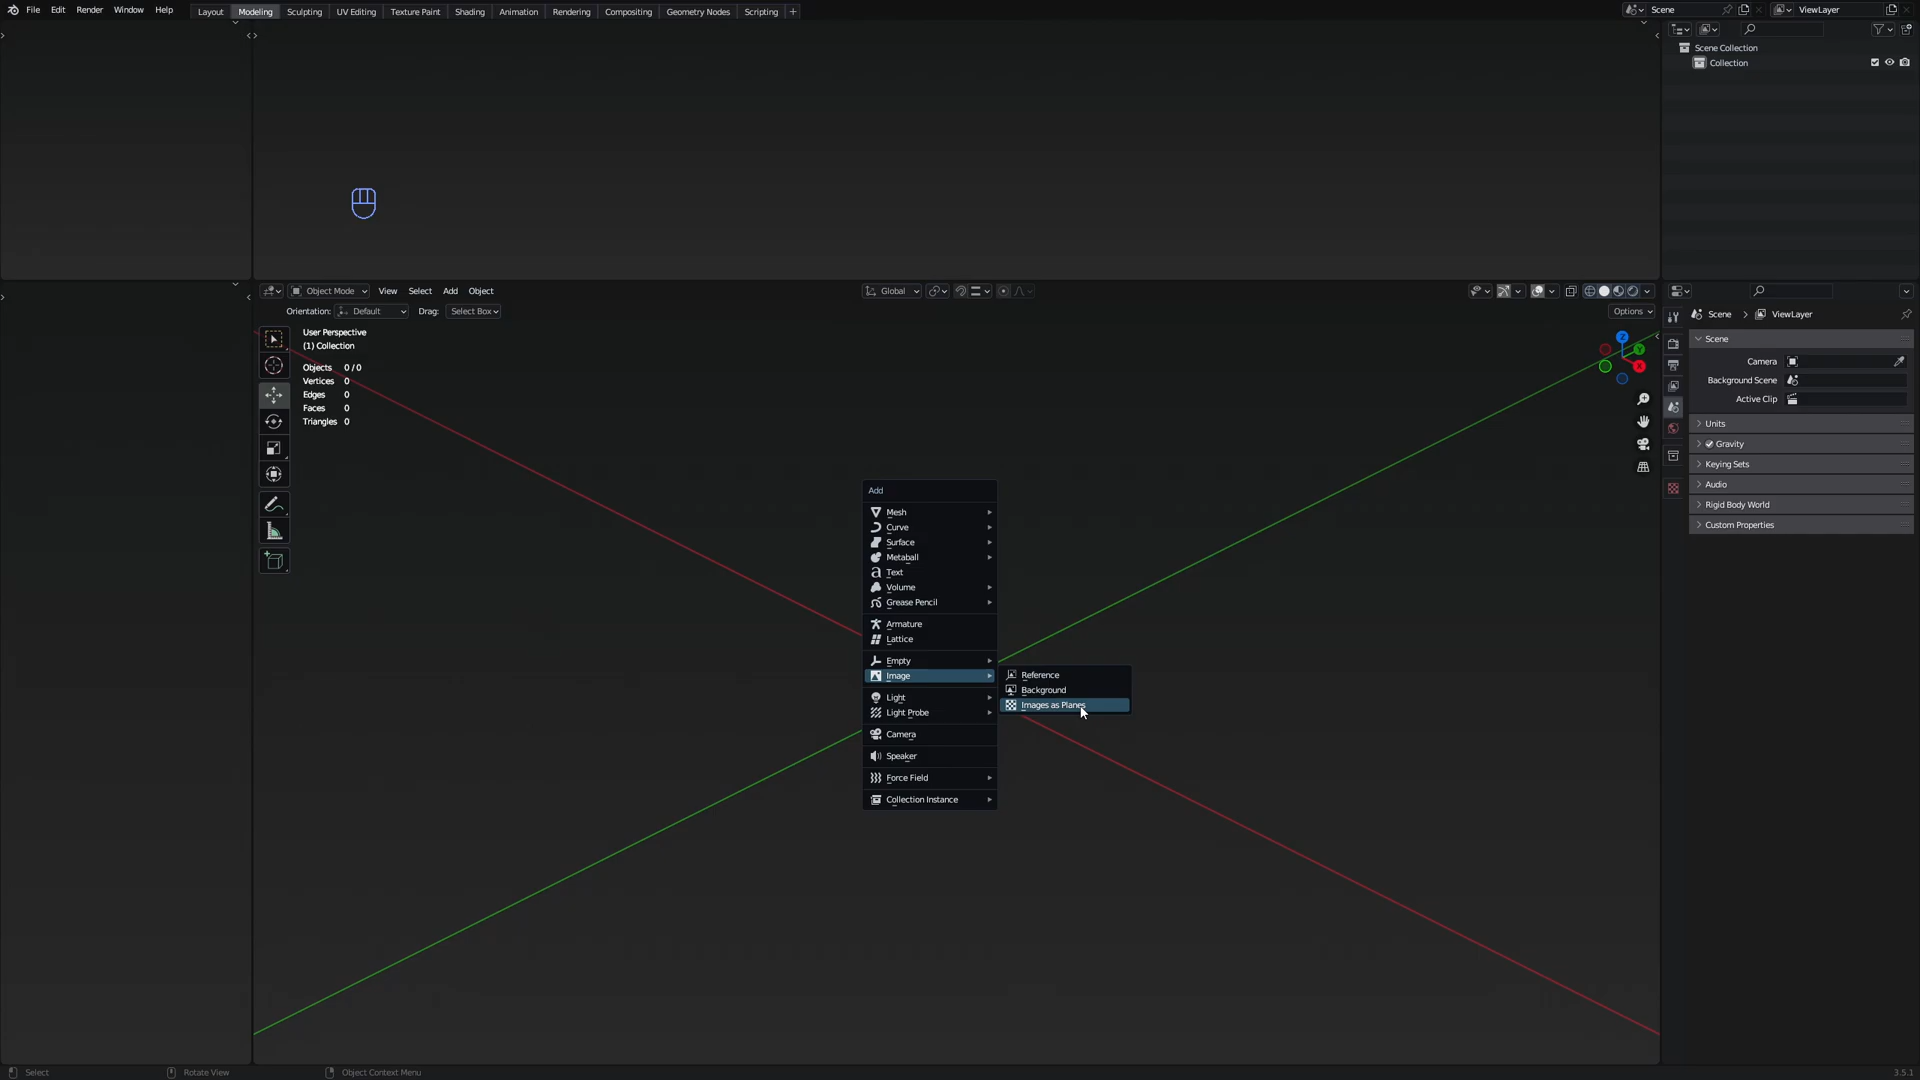 File Edit Render Window Help Layout Modeling Sculpting UV Editing Texture Paint Shading Animation Rendering Compositing Geometry Nodes Scripting + Scene ViewLayer
Scene Collection
Collection
Object Mode View Select Add Object Global
Orientation: Default Drag: Select Box Options
User Perspective
(1) Collection
Objects 0 / 0
Vertices 0
Edges 0
Faces 0
Triangles 0
Z
Y
X
Add
Mesh
Curve
Surface
Metaball
Text
Volume
Grease Pencil
Armature
Lattice
Empty
Image
Light
Light Probe
Camera
Speaker
Force Field
Collection Instance
Reference
Background
Images as Planes
Scene > ViewLayer
Scene
Camera
Background Scene
Active Clip
Units
Gravity
Keying Sets
Audio
Rigid Body World
Custom Properties
Select Rotate View Object Context Menu 3.5.1